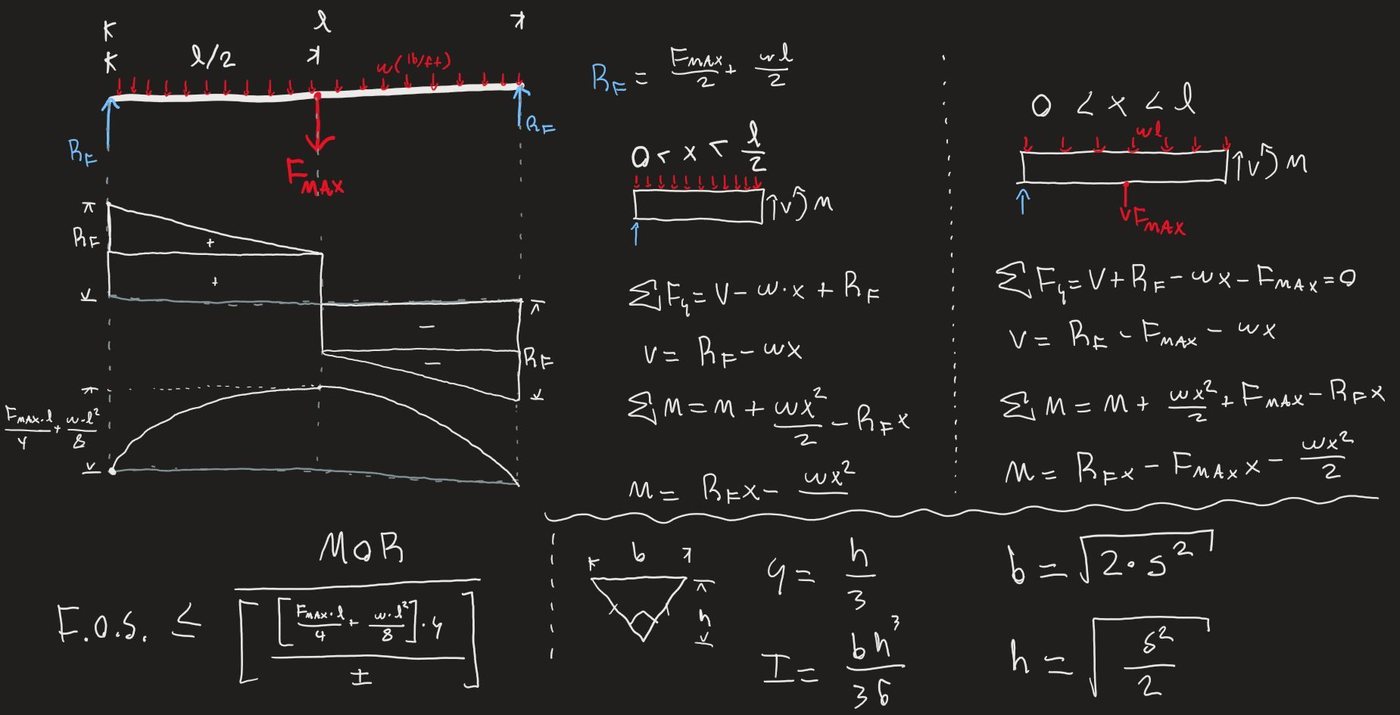 l
l/2
w(lb/ft)
R_F
R_F
F_MAX
R_F = F_MAX/2 + wl/2
0 < x < l/2
V) M
ΣF_y = V - w·x + R_F
V = R_F - wx
ΣM = M + wx²/2 - R_F x
M = R_F x - wx²
0 < x < l
wl
V) M
F_MAX
ΣF_y = V + R_F - wx - F_MAX = 0
V = R_F - F_MAX - wx
ΣM = M + wx²/2 + F_MAX - R_F x
M = R_F x - F_MAX x - wx²/2
R_F
+
+
−
−
R_F
F_MAX·l/4 + w·l²/8
F.O.S. ≤ MOR / [[F_MAX·l/4 + w·l²/8]·y / I]
b
h
y = h/3
I = bh³/36
b = √(2·s²)
h = √(s²/2)